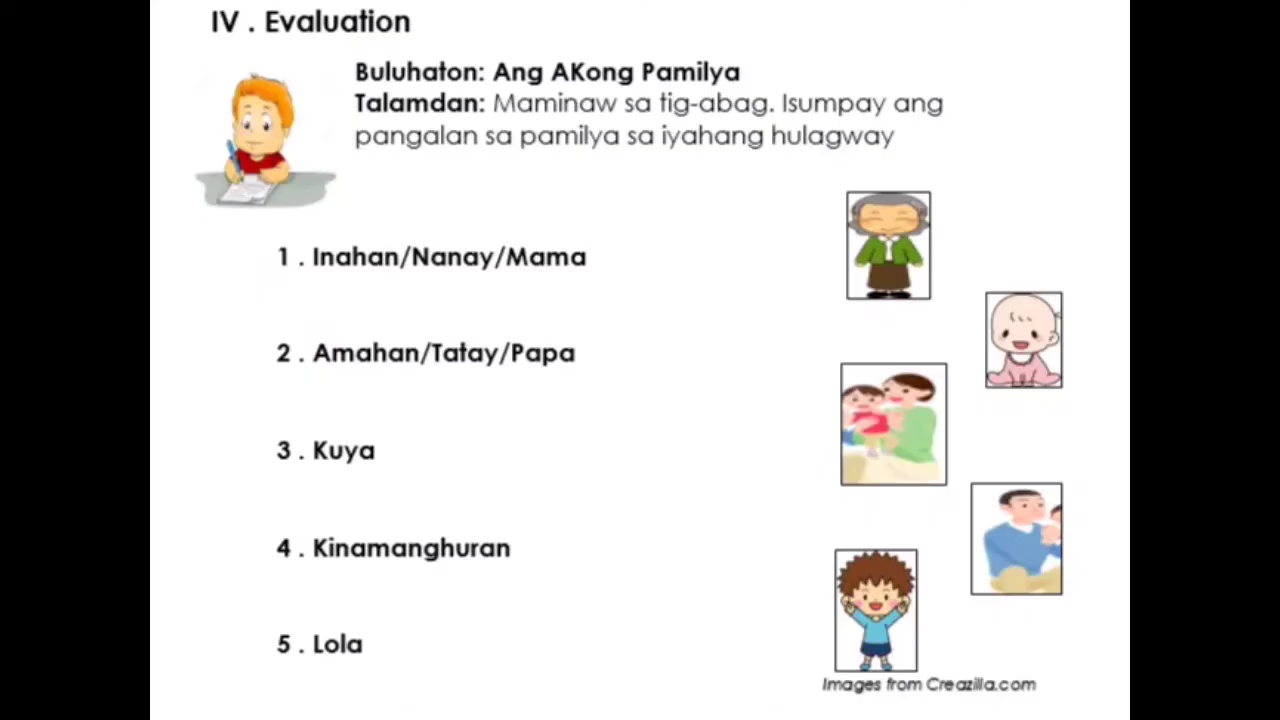 IV . Evaluation
Buluhaton: Ang AKong Pamilya
Talamdan: Maminaw sa tig-abag. Isumpay ang
pangalan sa pamilya sa iyahang hulagway
1 . Inahan/Nanay/Mama
2 . Amahan/Tatay/Papa
3 . Kuya
4 . Kinamanghuran
5 . Lola
Images from Creazilla.com